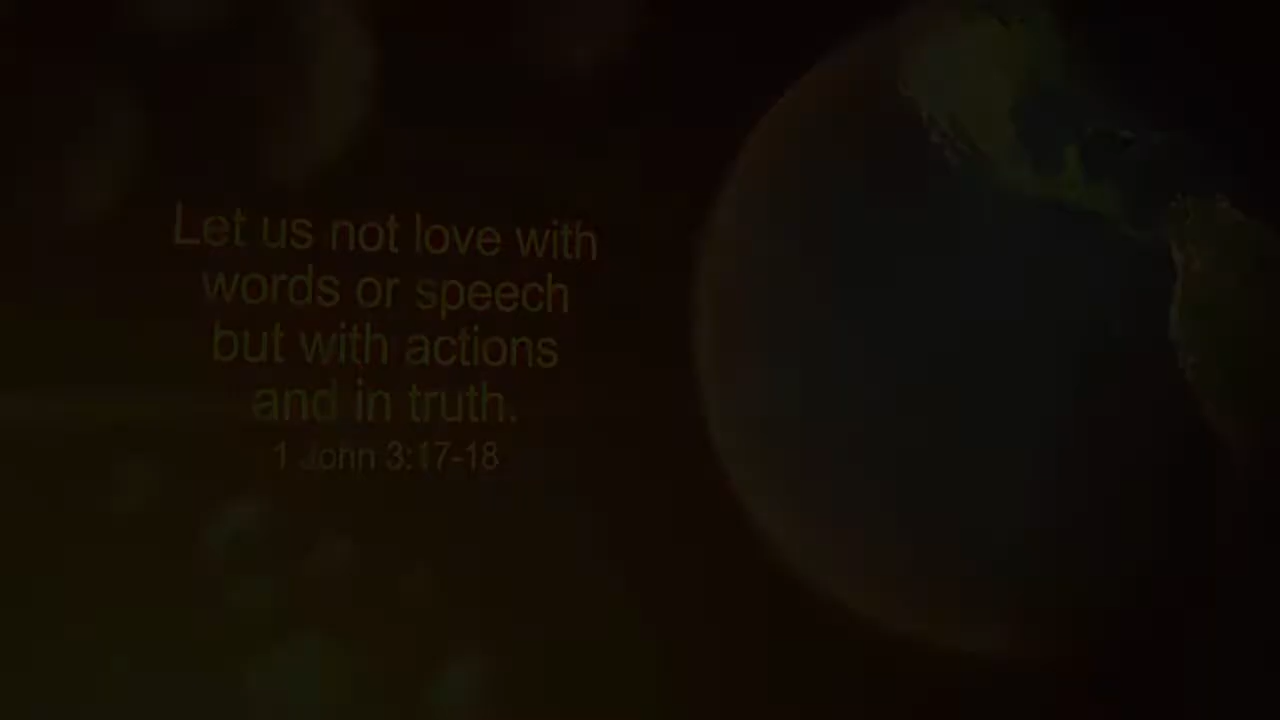 Let us not love with
words or speech
but with actions
and in truth.
1 John 3:17-18